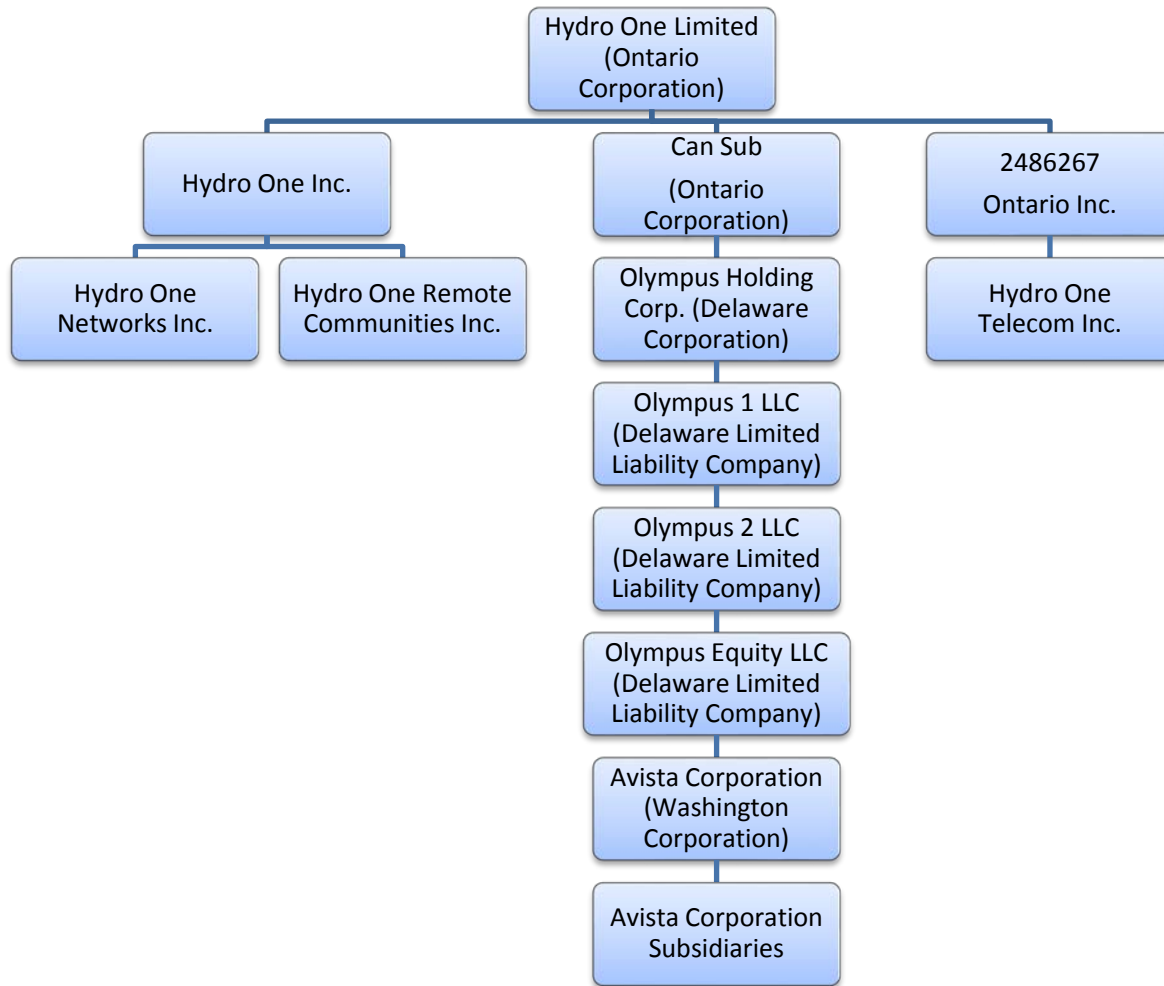 Hydro One Limited
(Ontario
Corporation)
Hydro One Inc.
Can Sub
(Ontario
Corporation)
2486267
Ontario Inc.
Hydro One
Networks Inc.
Hydro One Remote
Communities Inc.
Olympus Holding
Corp. (Delaware
Corporation)
Hydro One
Telecom Inc.
Olympus 1 LLC
(Delaware Limited
Liability Company)
Olympus 2 LLC
(Delaware Limited
Liability Company)
Olympus Equity LLC
(Delaware Limited
Liability Company)
Avista Corporation
(Washington
Corporation)
Avista Corporation
Subsidiaries